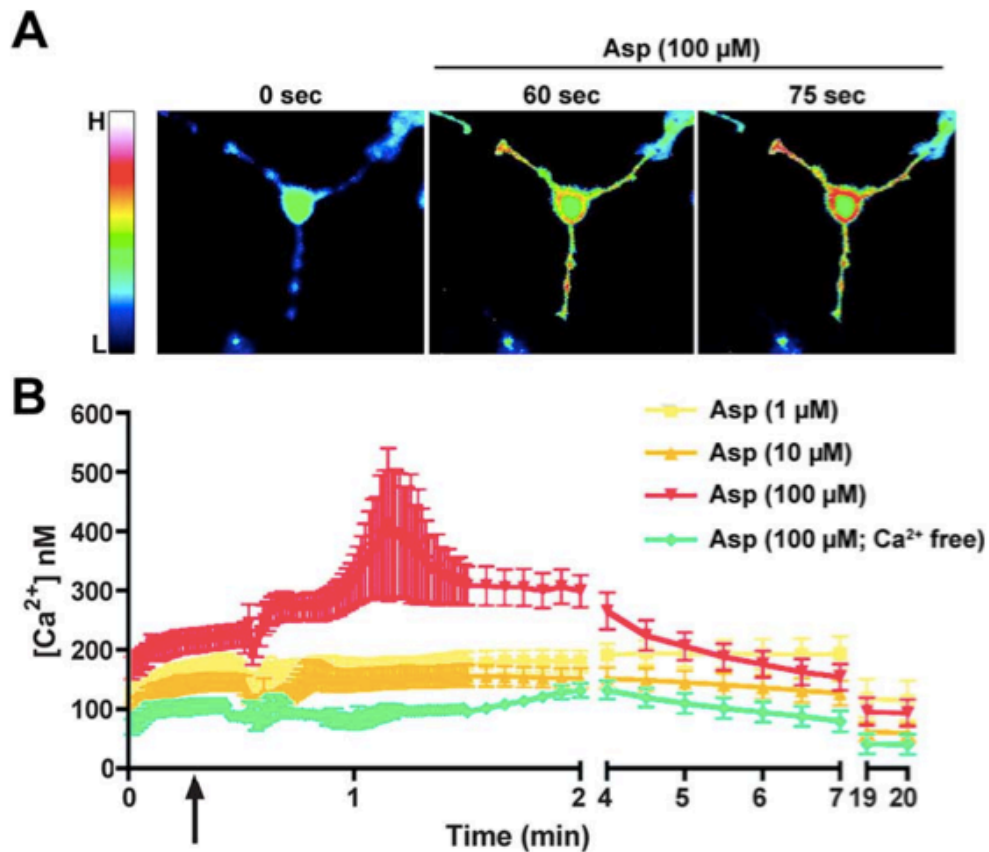 A
Asp (100 μM)
0 sec 60 sec 75 sec
H
L
B
600
500
400
300
200
100
0
[Ca²⁺] nM
Asp (1 μM)
Asp (10 μM)
Asp (100 μM)
Asp (100 μM; Ca²⁺ free)
0 1 2 4 5 6 7 19 20
Time (min)